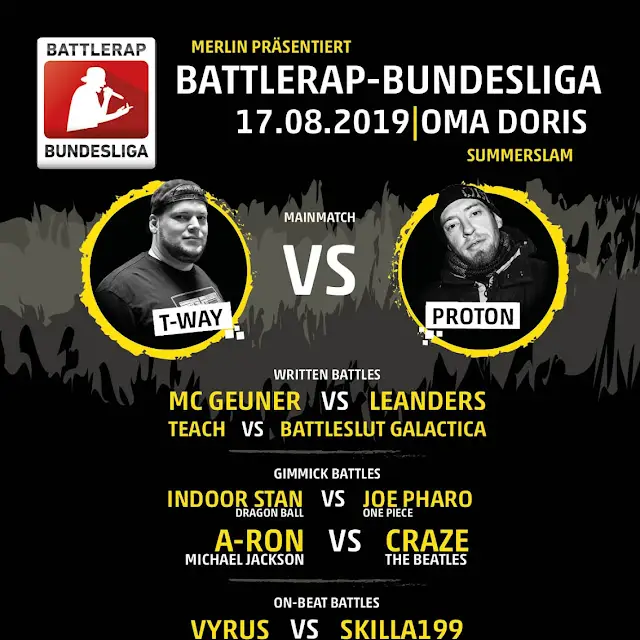 BATTLERAP
BUNDESLIGA
MERLIN PRÄSENTIERT
BATTLERAP-BUNDESLIGA
17.08.2019|OMA DORIS
SUMMERSLAM
MAINMATCH
VS
T-WAY
PROTON
WRITTEN BATTLES
MC GEUNER VS LEANDERS
TEACH VS BATTLESLUT GALACTICA
GIMMICK BATTLES
INDOOR STAN VS JOE PHARO
DRAGON BALL ONE PIECE
A-RON VS CRAZE
MICHAEL JACKSON THE BEATLES
ON-BEAT BATTLES
VYRUS VS SKILLA199